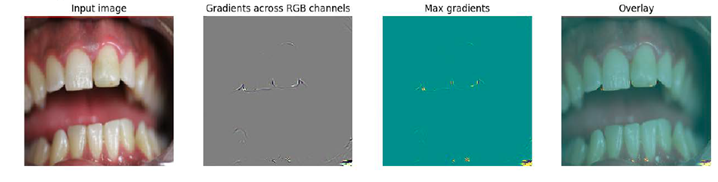 Input image
Gradients across RGB channels
Max gradients
Overlay